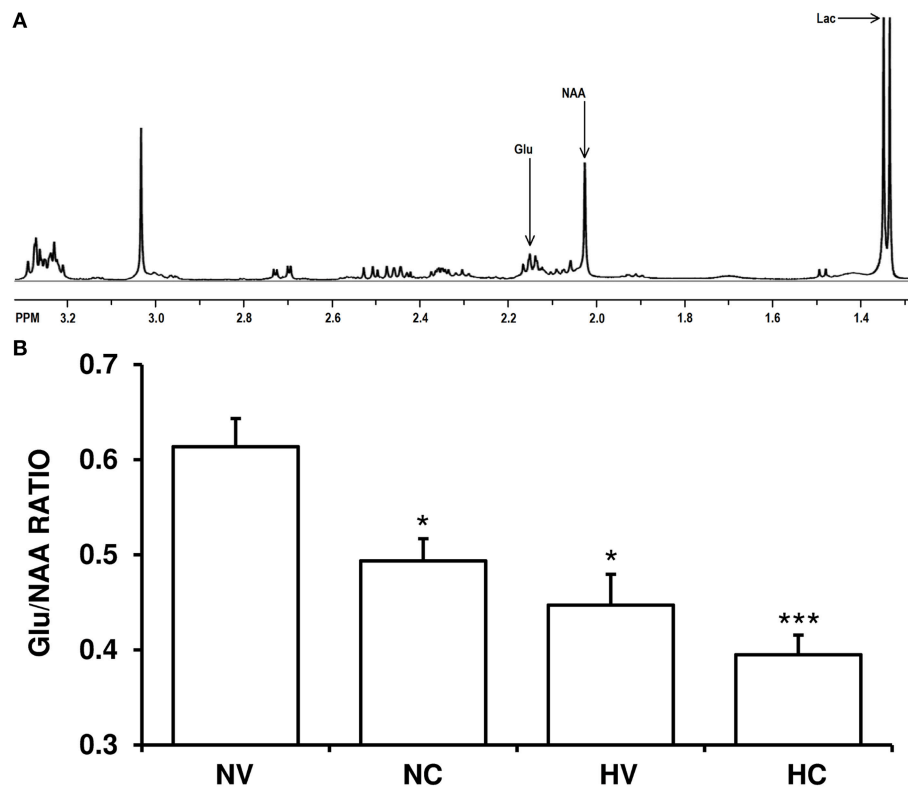 A
Lac
NAA
Glu
PPM 3.2 3.0 2.8 2.6 2.4 2.2 2.0 1.8 1.6 1.4
B
0.7
0.6
0.5
0.4
0.3
Glu/NAA RATIO
*
*
***
NV NC HV HC